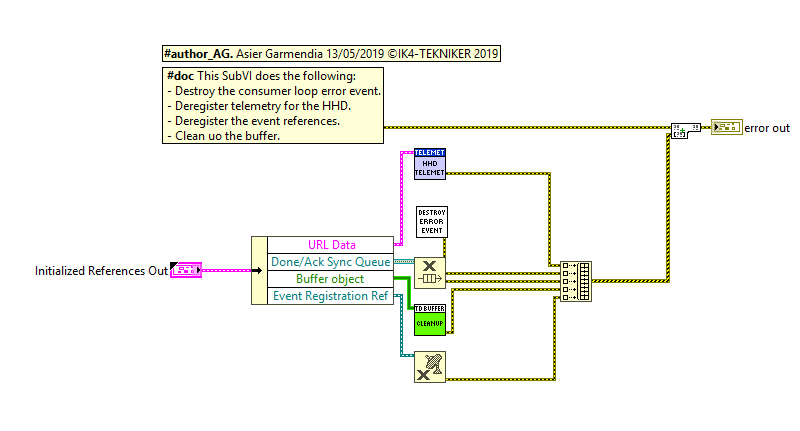 #author_AG. Asier Garmendia 13/05/2019 ©IK4-TEKNIKER 2019
#doc This SubVI does the following:
- Destroy the consumer loop error event.
- Deregister telemetry for the HHD.
- Deregister the event references.
- Clean uo the buffer.
error out
TELEMET
HHD
TELEMET
DESTROY
ERROR
EVENT
URL Data
Done/Ack Sync Queue
Initialized References Out
Buffer object
Event Registration Ref
TD BUFFER
CLEANUP